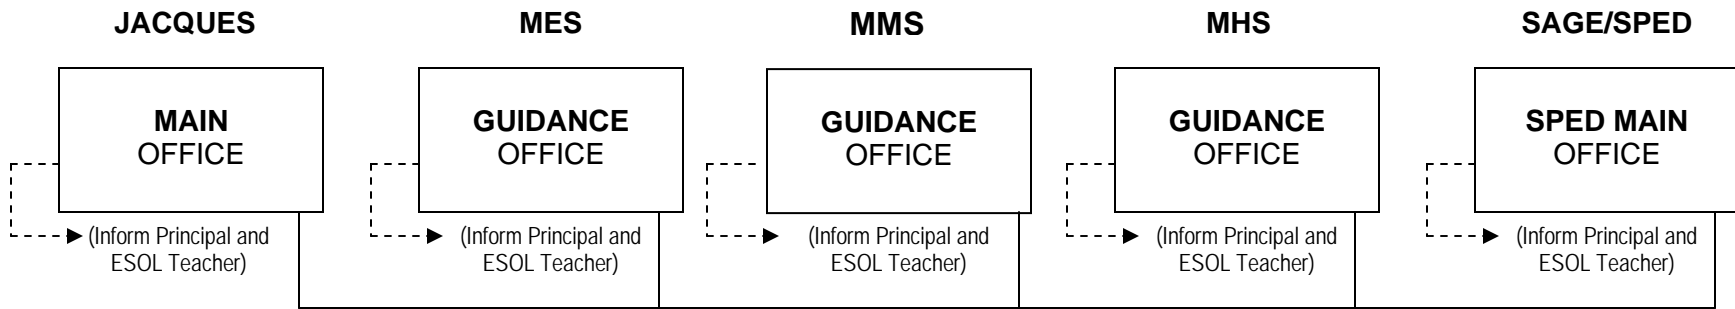 JACQUES
MES
MMS
MHS
SAGE/SPED
MAIN
OFFICE
GUIDANCE
OFFICE
GUIDANCE
OFFICE
GUIDANCE
OFFICE
SPED MAIN
OFFICE
(Inform Principal and
ESOL Teacher)
(Inform Principal and
ESOL Teacher)
(Inform Principal and
ESOL Teacher)
(Inform Principal and
ESOL Teacher)
(Inform Principal and
ESOL Teacher)